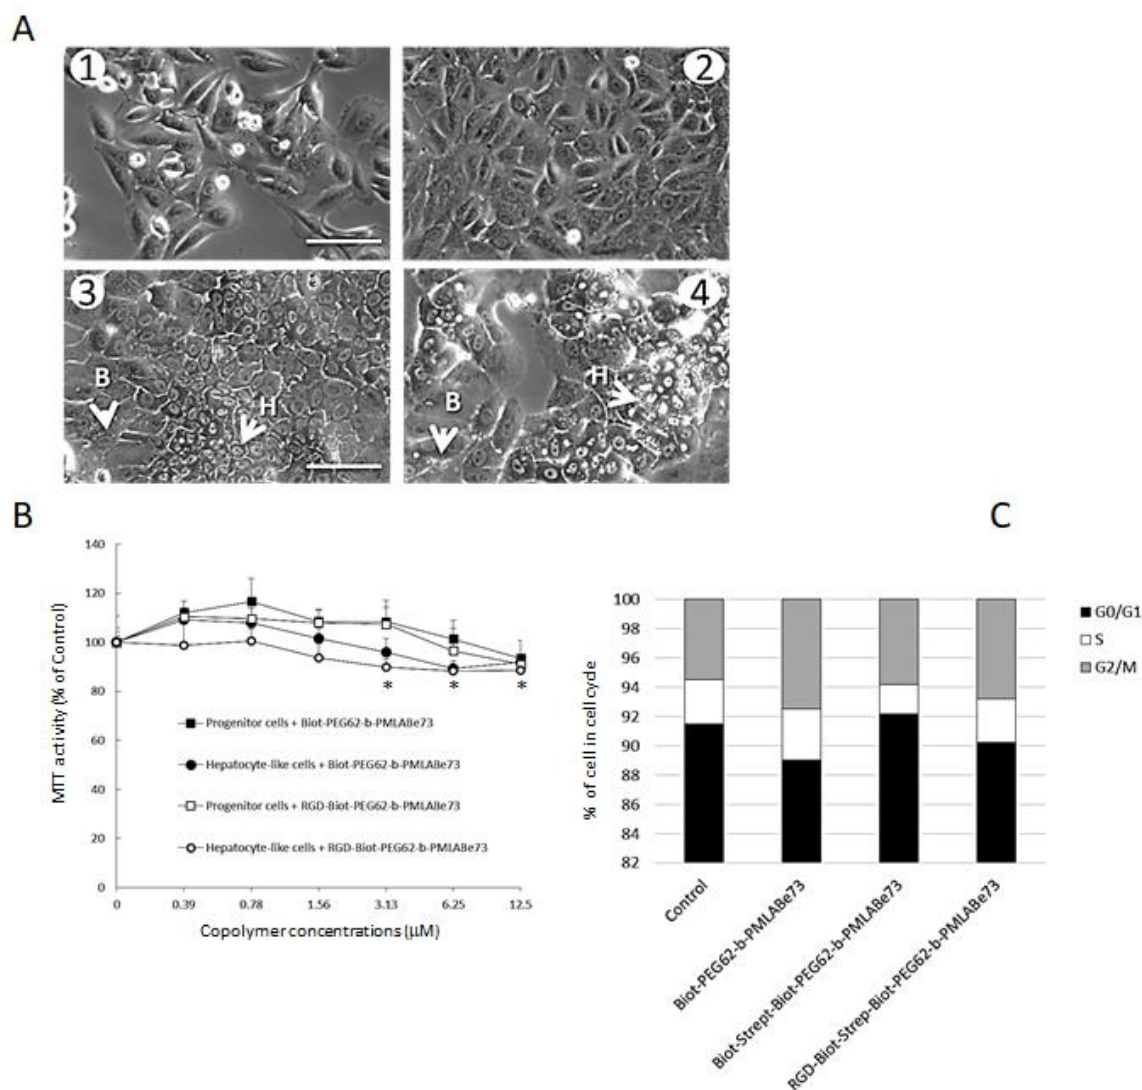 A
1
2
3
B
H
4
B
H
B
C
MTT activity (% of Control)
140
120
100
80
60
40
20
0
* * *
Progenitor cells + Biot-PEG62-b-PMLABe73
Hepatocyte-like cells + Biot-PEG62-b-PMLABe73
Progenitor cells + RGD-Biot-PEG62-b-PMLABe73
Hepatocyte-like cells + RGD-Biot-PEG62-b-PMLABe73
0 0.39 0.78 1.56 3.13 6.25 12.5
Copolymer concentrations (µM)
% of cell in cell cycle
100
98
96
94
92
90
88
86
84
82
G0/G1
S
G2/M
Control
Biot-PEG62-b-PMLABe73
Biot-Strept-Biot-PEG62-b-PMLABe73
RGD-Biot-Strep-Biot-PEG62-b-PMLABe73